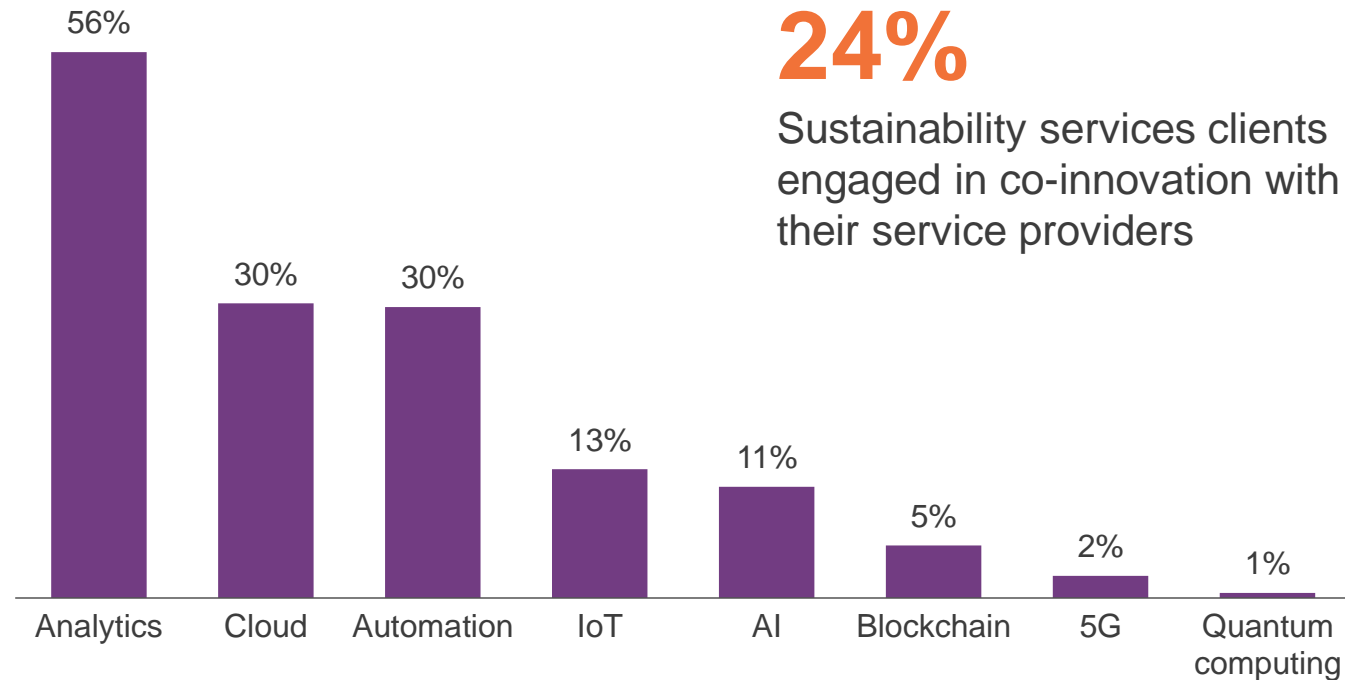 56%
24%
Sustainability services clients
engaged in co-innovation with
their service providers
30%
30%
13%
11%
5%
2%
1%
Analytics
Cloud
Automation
IoT
AI
Blockchain
5G
Quantum
computing